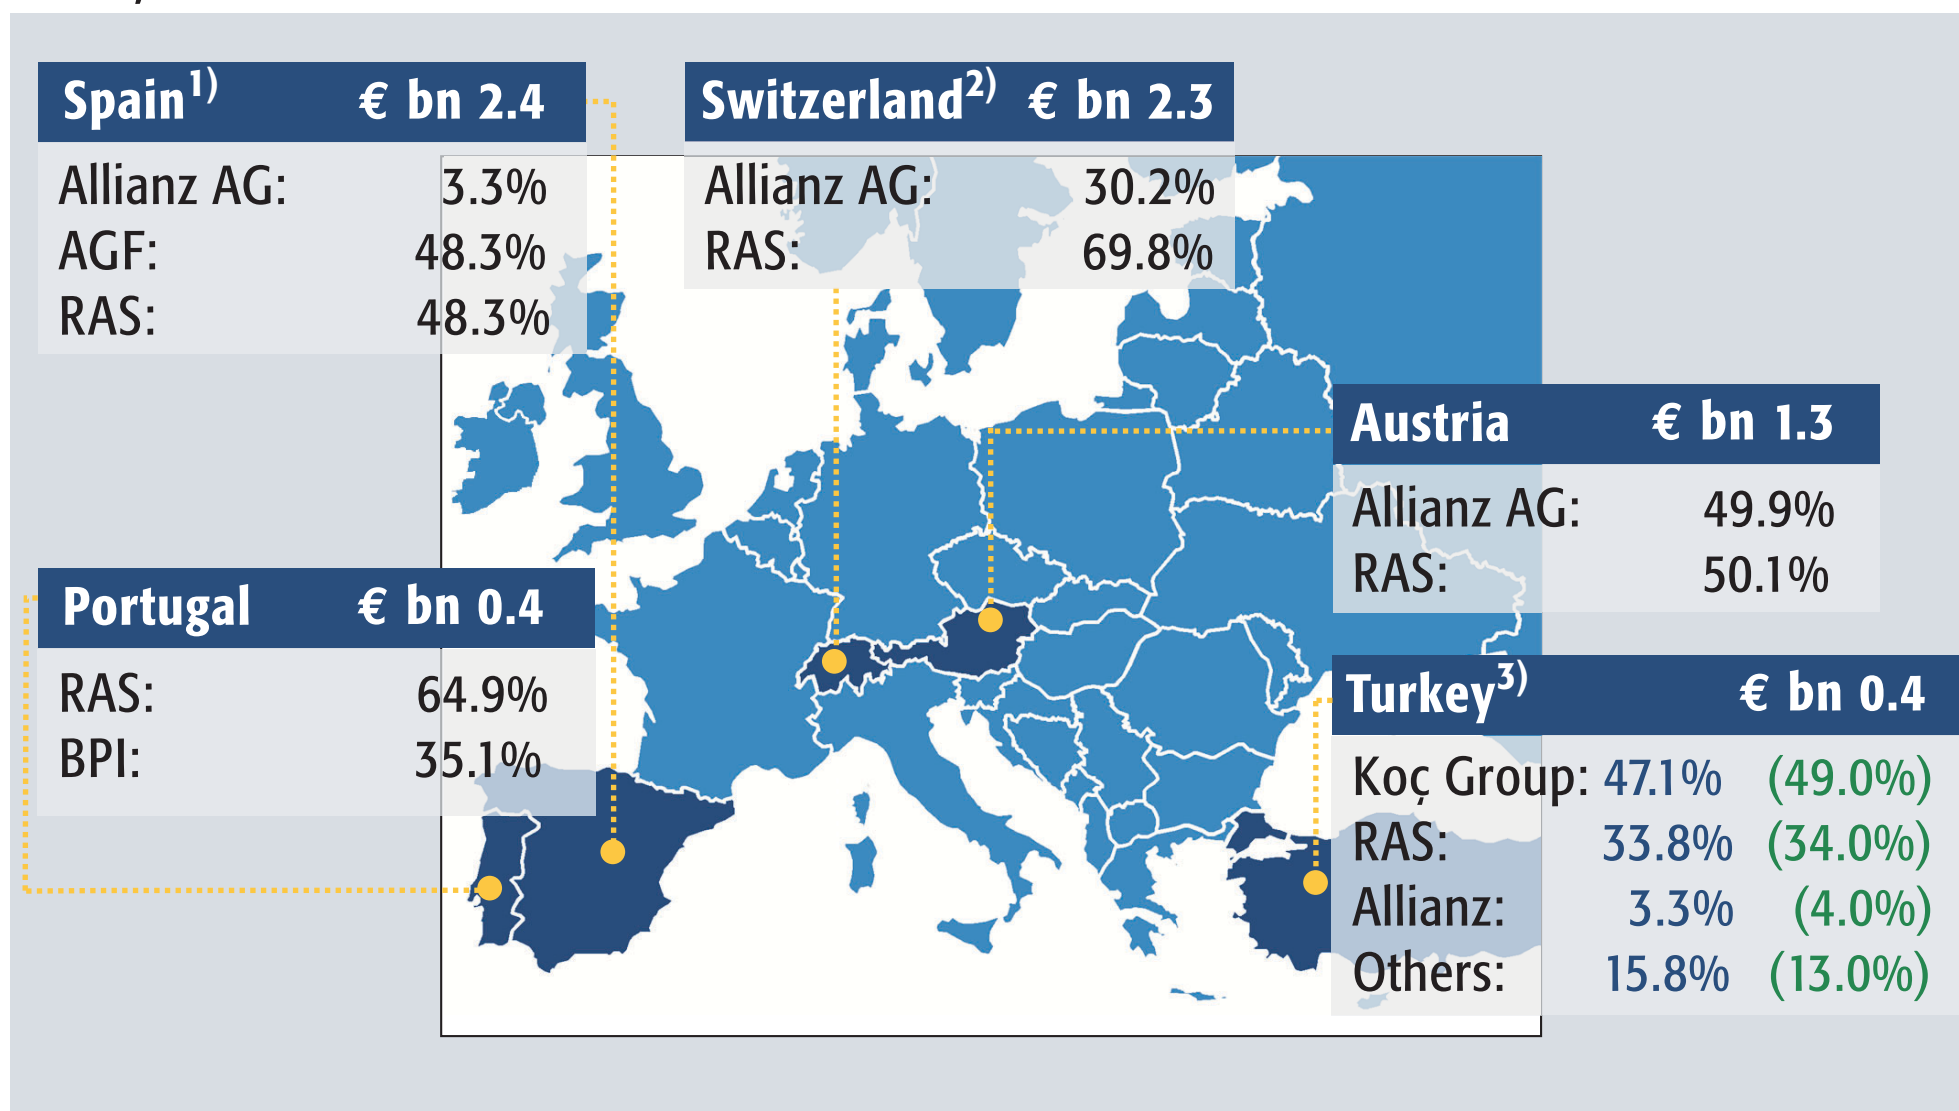 Spain1) € bn 2.4
Allianz AG: 3.3%
AGF: 48.3%
RAS: 48.3%
Switzerland2) € bn 2.3
Allianz AG: 30.2%
RAS: 69.8%
Austria € bn 1.3
Allianz AG: 49.9%
RAS: 50.1%
Portugal € bn 0.4
RAS: 64.9%
BPI: 35.1%
Turkey3) € bn 0.4
Koç Group: 47.1% (49.0%)
RAS: 33.8% (34.0%)
Allianz: 3.3% (4.0%)
Others: 15.8% (13.0%)